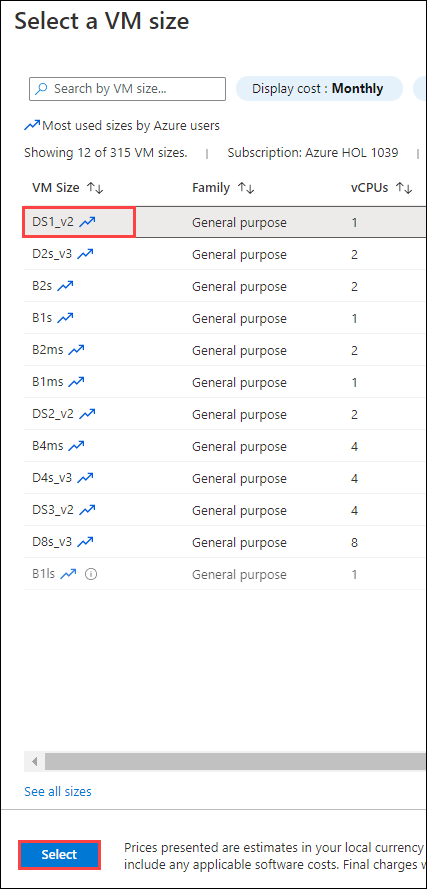 Select a VM size
Search by VM size...
Display cost : Monthly
Most used sizes by Azure users
Showing 12 of 315 VM sizes. | Subscription: Azure HOL 1039 |
VM Size ↑↓ Family ↑↓ vCPUs ↑↓
DS1_v2 General purpose 1
D2s_v3 General purpose 2
B2s General purpose 2
B1s General purpose 1
B2ms General purpose 2
B1ms General purpose 1
DS2_v2 General purpose 2
B4ms General purpose 4
D4s_v3 General purpose 4
DS3_v2 General purpose 4
D8s_v3 General purpose 8
B1ls General purpose 1
See all sizes
Select
Prices presented are estimates in your local currency
include any applicable software costs. Final charges